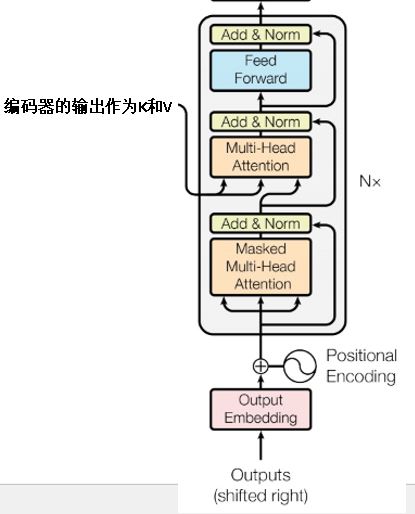 Add & Norm
Feed
Forward
编码器的输出作为K和V
Add & Norm
Multi-Head
Attention
N×
Add & Norm
Masked
Multi-Head
Attention
Positional
Encoding
Output
Embedding
Outputs
(shifted right)